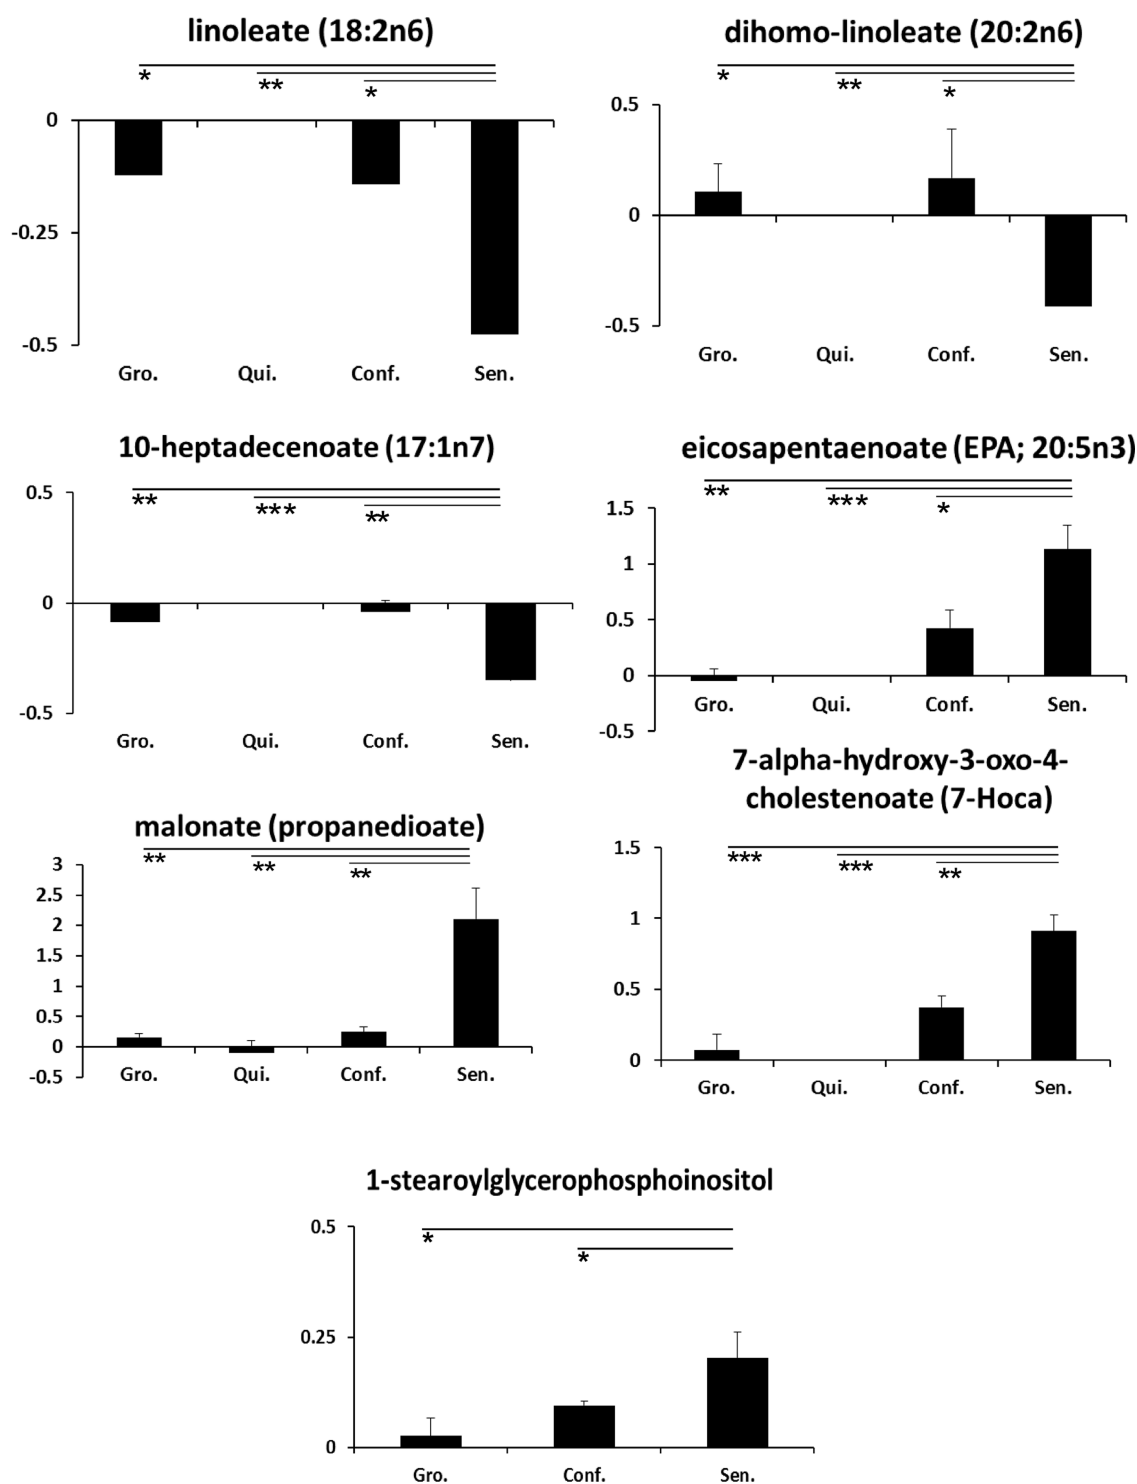 linoleate (18:2n6)
* ** *
0
-0.25
-0.5
Gro. Qui. Conf. Sen.
dihomo-linoleate (20:2n6)
* ** *
0.5
0
-0.5
Gro. Qui. Conf. Sen.
10-heptadecenoate (17:1n7)
** *** **
0.5
0
-0.5
Gro. Qui. Conf. Sen.
eicosapentaenoate (EPA; 20:5n3)
** *** *
1.5
1
0.5
0
-0.5
Gro. Qui. Conf. Sen.
malonate (propanedioate)
** ** **
3
2.5
2
1.5
1
0.5
0
-0.5
Gro. Qui. Conf. Sen.
7-alpha-hydroxy-3-oxo-4-
cholestenoate (7-Hoca)
*** *** **
1.5
1
0.5
0
Gro. Qui. Conf. Sen.
1-stearoylglycerophosphoinositol
* *
0.5
0.25
0
Gro. Conf. Sen.